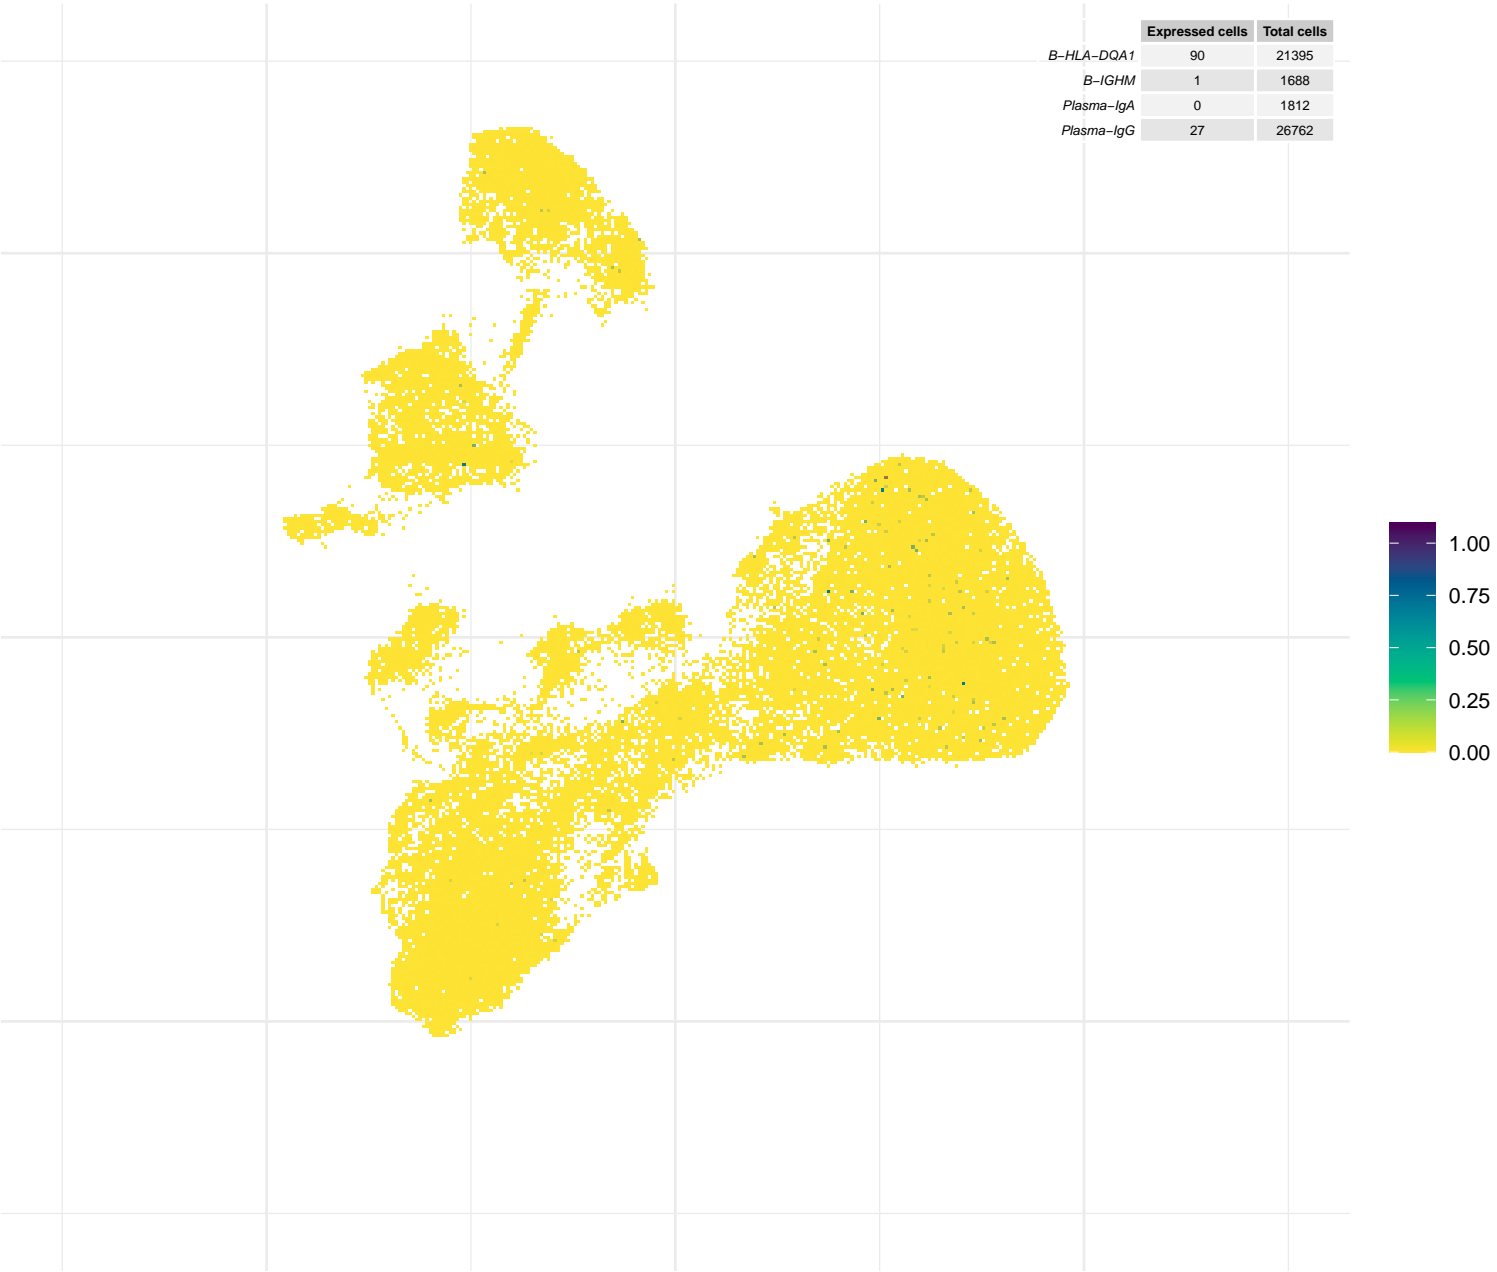 Expressed cells Total cells
B−HLA−DQA1 90 21395
B−IGHM 1 1688
Plasma−IgA 0 1812
Plasma−IgG 27 26762
1.00
0.75
0.50
0.25
0.00